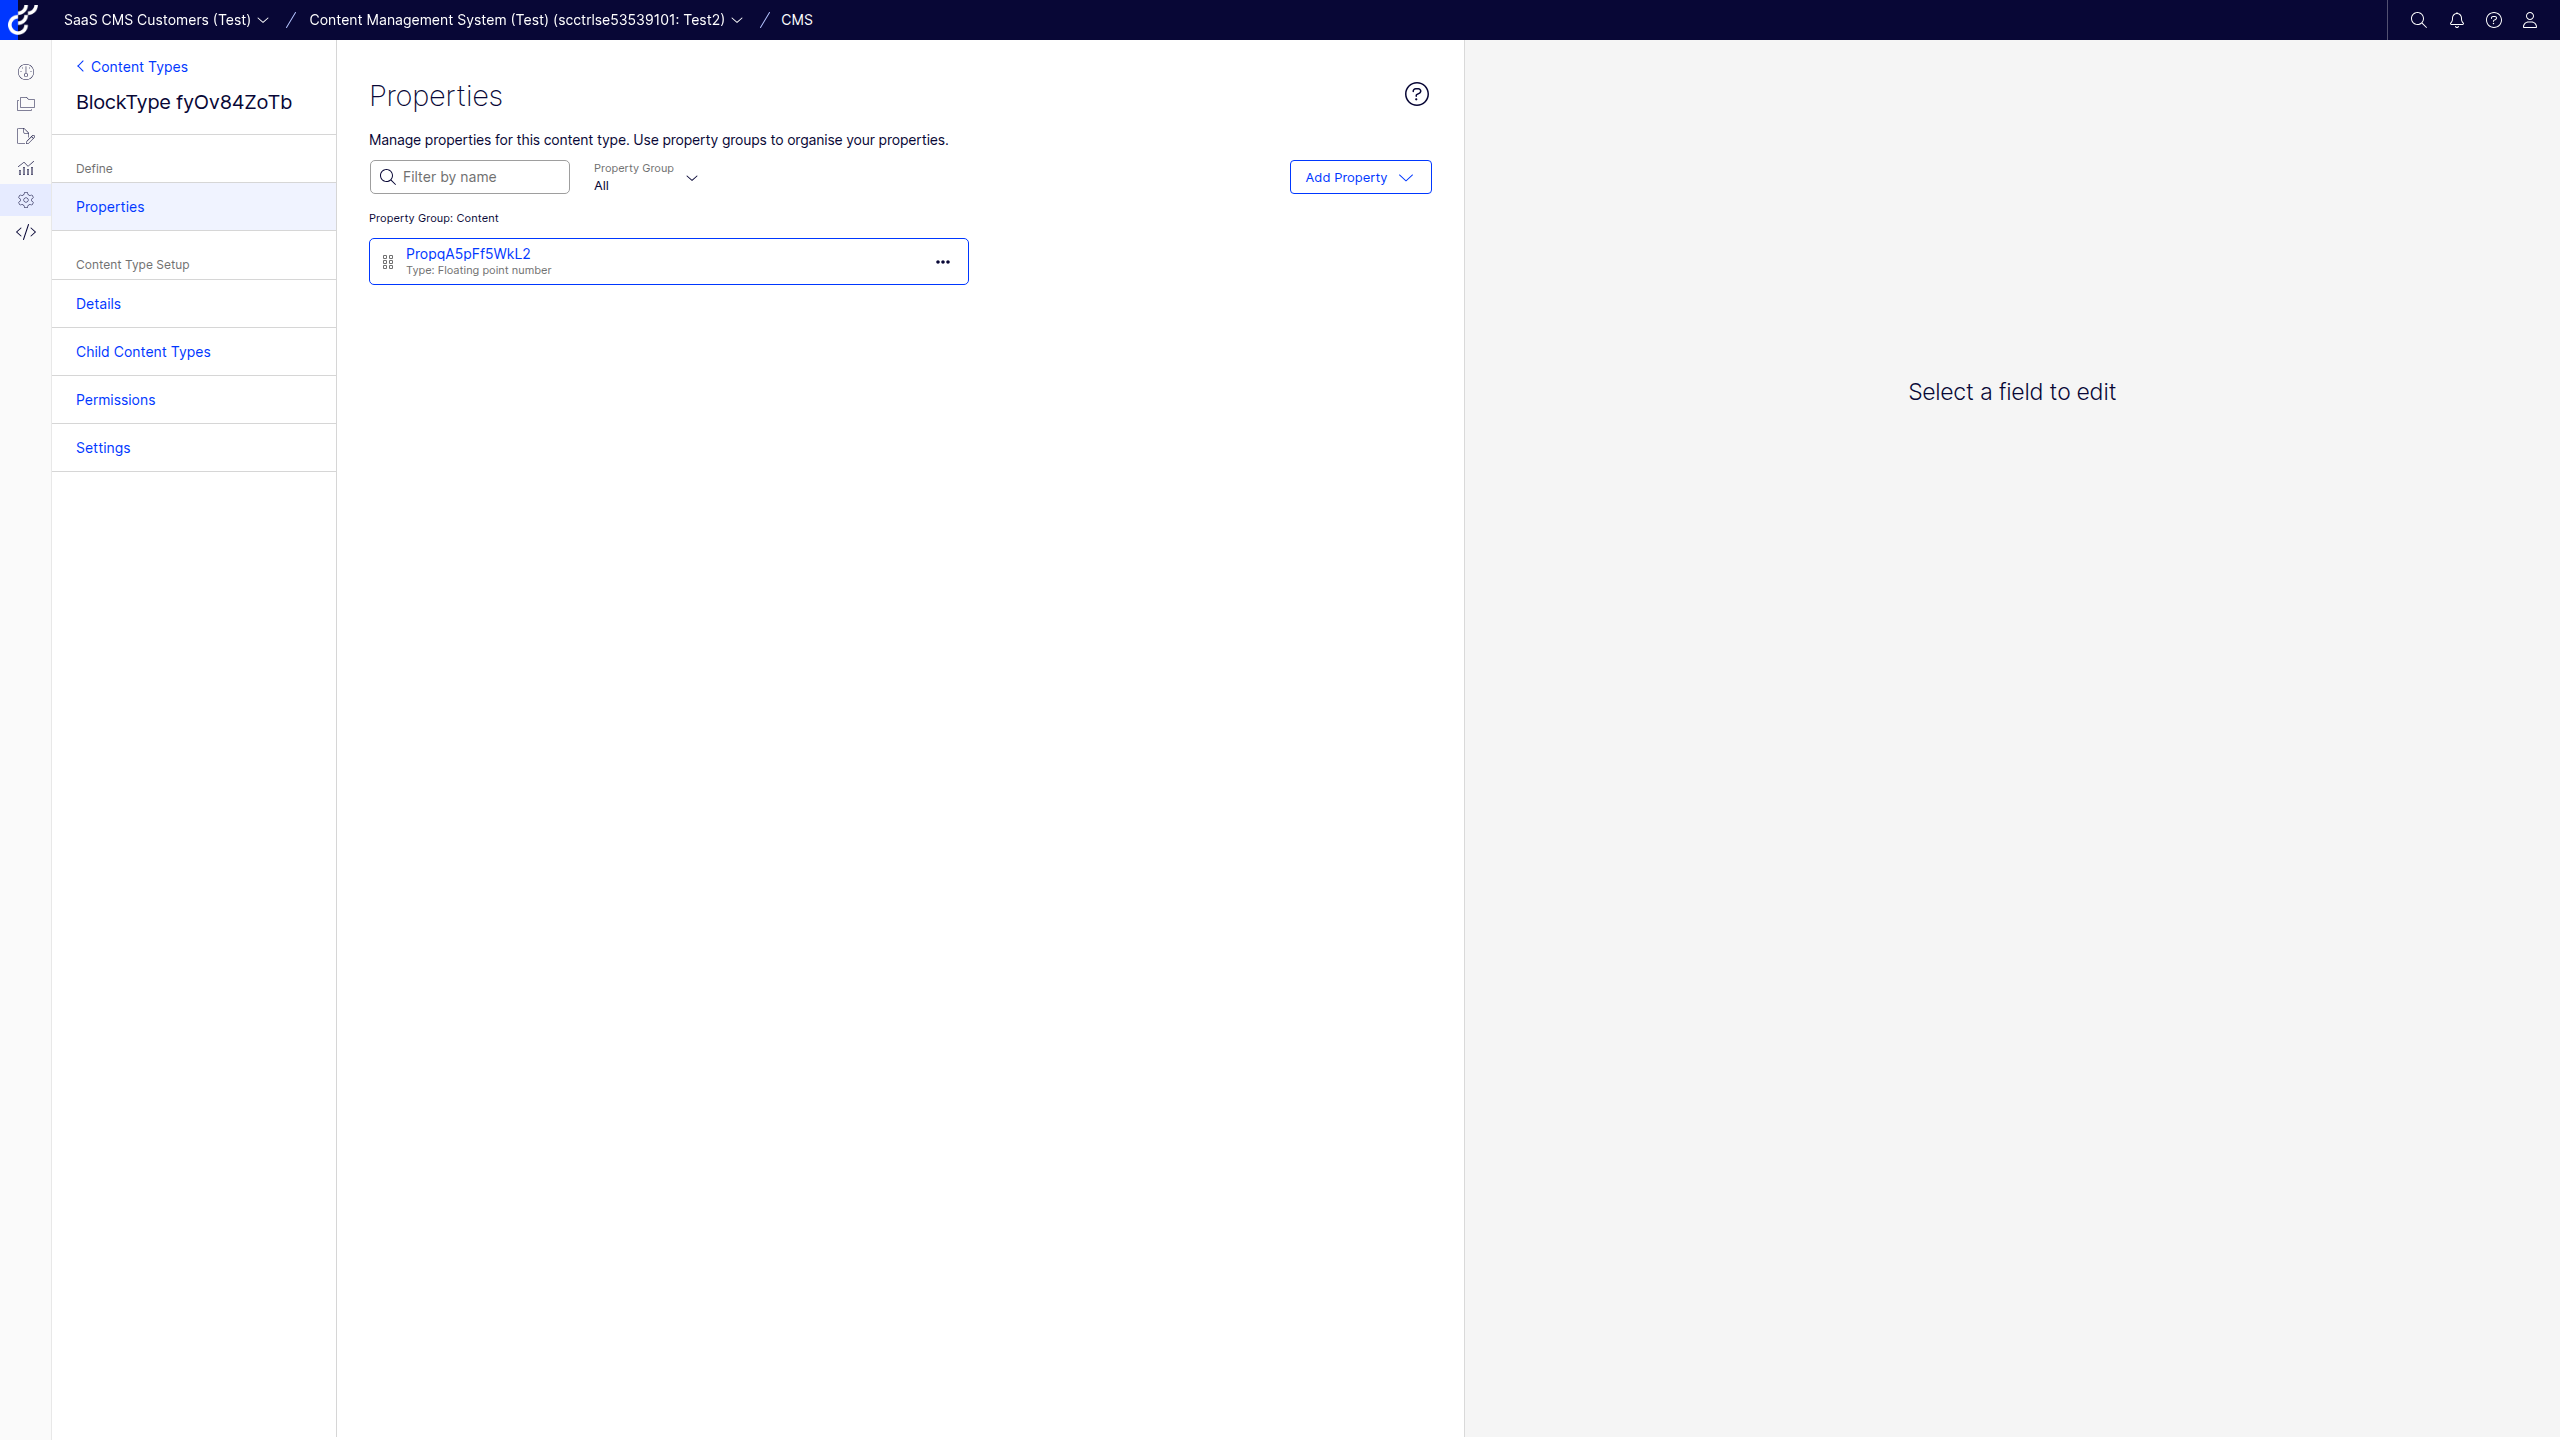 SaaS CMS Customers (Test) / Content Management System (Test) (scctrlse53539101: Test2) / CMS
Content Types
BlockType fyOv84ZoTb
Define
Properties
Content Type Setup
Details
Child Content Types
Permissions
Settings
Properties
Manage properties for this content type. Use property groups to organise your properties.
Filter by name
Property Group
All
Add Property
Property Group: Content
PropqA5pFf5WkL2
Type: Floating point number
Select a field to edit